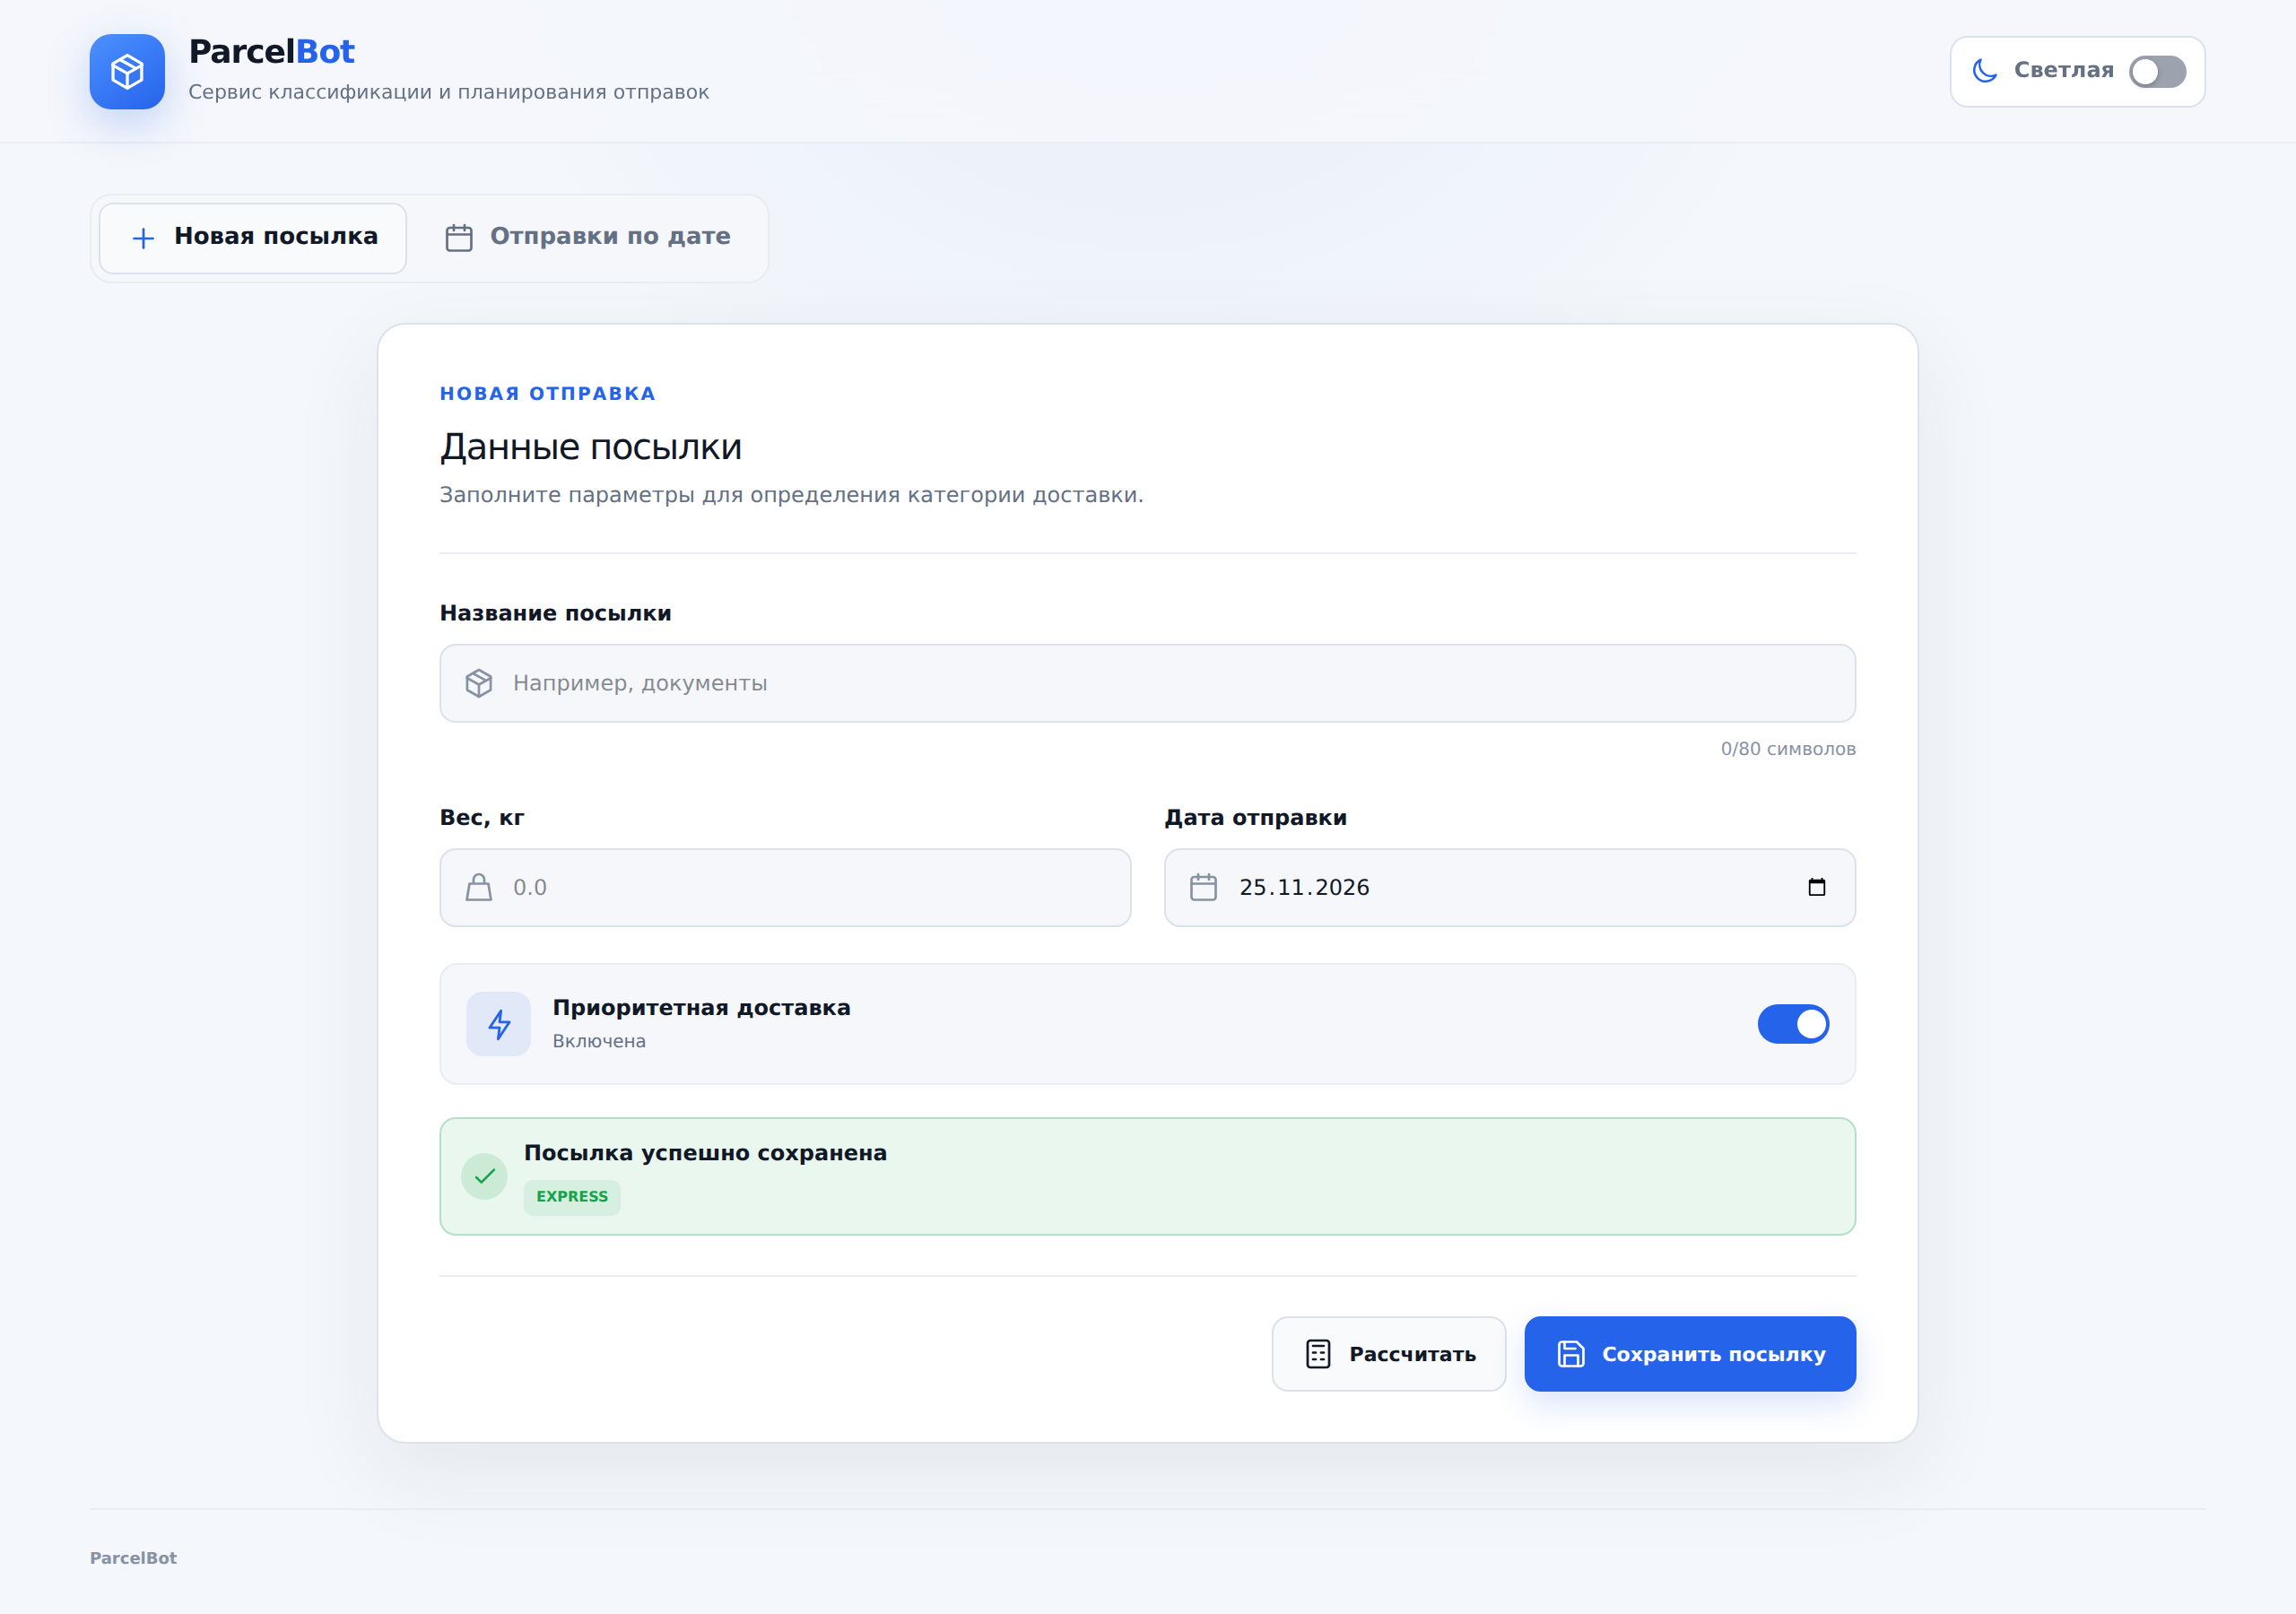 ParcelBot
Сервис классификации и планирования отправок
Светлая
Новая посылка
Отправки по дате
НОВАЯ ОТПРАВКА
Данные посылки
Заполните параметры для определения категории доставки.
Название посылки
Например, документы
0/80 символов
Вес, кг
Дата отправки
0.0
25.11.2026
Приоритетная доставка
Включена
Посылка успешно сохранена
EXPRESS
Рассчитать
Сохранить посылку
ParcelBot